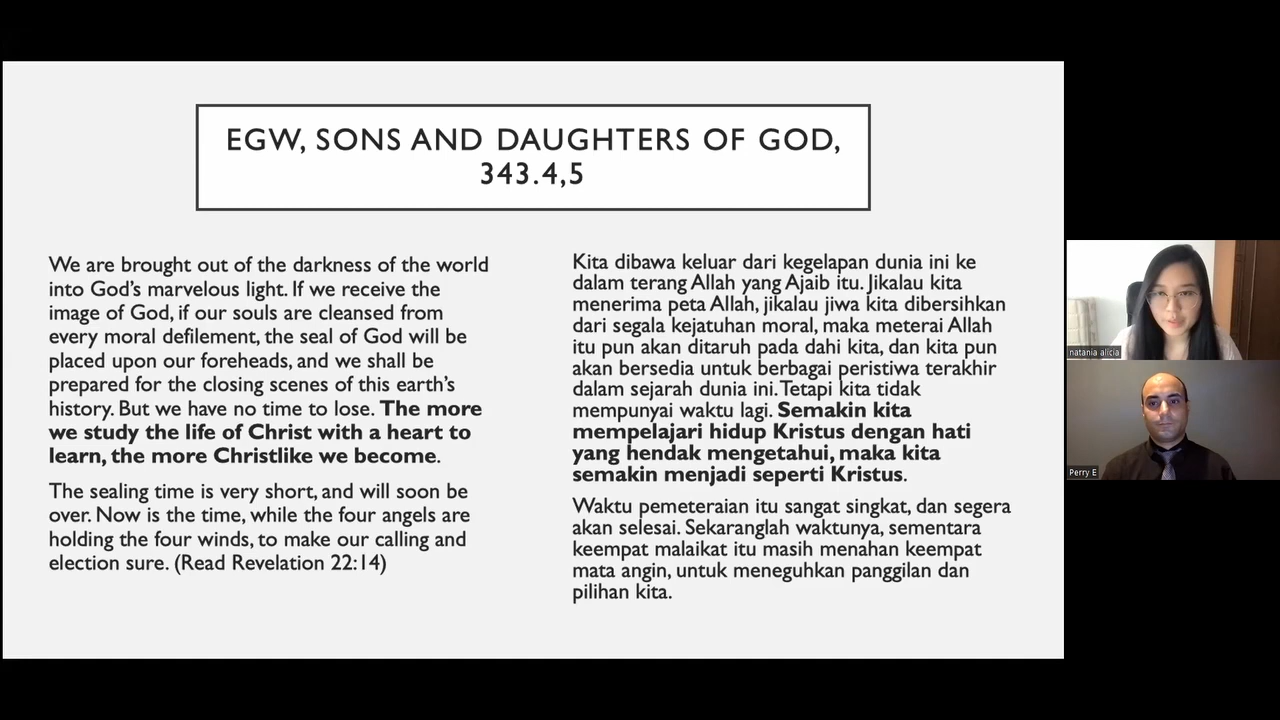 EGW, SONS AND DAUGHTERS OF GOD,
343.4,5
We are brought out of the darkness of the world
into God's marvelous light. If we receive the
image of God, if our souls are cleansed from
every moral defilement, the seal of God will be
placed upon our foreheads, and we shall be
prepared for the closing scenes of this earth's
history. But we have no time to lose. The more
we study the life of Christ with a heart to
learn, the more Christlike we become.
The sealing time is very short, and will soon be
over. Now is the time, while the four angels are
holding the four winds, to make our calling and
election sure. (Read Revelation 22:14)
Kita dibawa keluar dari kegelapan dunia ini ke
dalam terang Allah yang Ajaib itu. Jikalau kita
menerima peta Allah, jikalau jiwa kita dibersihkan
dari segala kejatuhan moral, maka meterai Allah
itu pun akan ditaruh pada dahi kita, dan kita pun
akan bersedia untuk berbagai peristiwa terakhir
dalam sejarah dunia ini. Tetapi kita tidak
mempunyai waktu lagi. Semakin kita
mempelajari hidup Kristus dengan hati
yang hendak mengetahui, maka kita
semakin menjadi seperti Kristus.
Waktu pemeteraian itu sangat singkat, dan segera
akan selesai. Sekaranglah waktunya, sementara
keempat malaikat itu masih menahan keempat
mata angin, untuk meneguhkan panggilan dan
pilihan kita.
natania alicia
Perry E